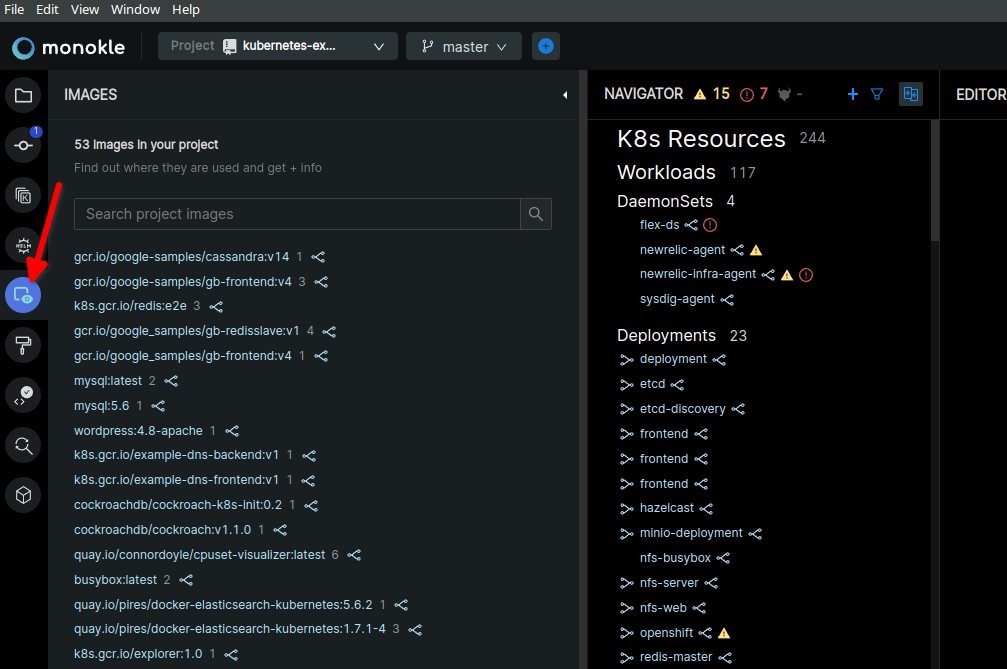 File Edit View Window Help
monokle Project kubernetes-ex... master
IMAGES
1
53 images in your project
Find out where they are used and get + info
Search project images
HELM
gcr.io/google-samples/cassandra:v14 1
gcr.io/google-samples/gb-frontend:v4 3
k8s.gcr.io/redis:e2e 3
gcr.io/google_samples/gb-redisslave:v1 4
gcr.io/google_samples/gb-frontend:v4 1
mysql:latest 2
mysql:5.6 1
wordpress:4.8-apache 1
k8s.gcr.io/example-dns-backend:v1 1
k8s.gcr.io/example-dns-frontend:v1 1
cockroachdb/cockroach-k8s-init:0.2 1
cockroachdb/cockroach:v1.1.0 1
quay.io/connordoyle/cpuset-visualizer:latest 6
busybox:latest 2
quay.io/pires/docker-elasticsearch-kubernetes:5.6.2 1
quay.io/pires/docker-elasticsearch-kubernetes:1.7.1-4 3
k8s.gcr.io/explorer:1.0 1
NAVIGATOR 15 7 -
K8s Resources 244
Workloads 117
DaemonSets 4
flex-ds
newrelic-agent
newrelic-infra-agent
sysdig-agent
Deployments 23
deployment
etcd
etcd-discovery
frontend
frontend
frontend
hazelcast
minio-deployment
nfs-busybox
nfs-server
nfs-web
openshift
redis-master
EDITOR